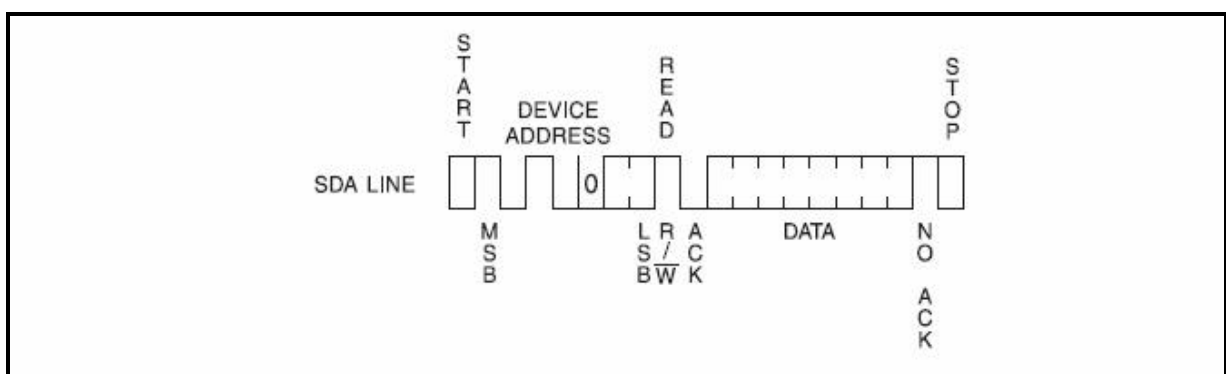 START
DEVICE
ADDRESS
READ
STOP
SDA LINE
0
MSB
LSB
R/W
ACK
DATA
NO ACK